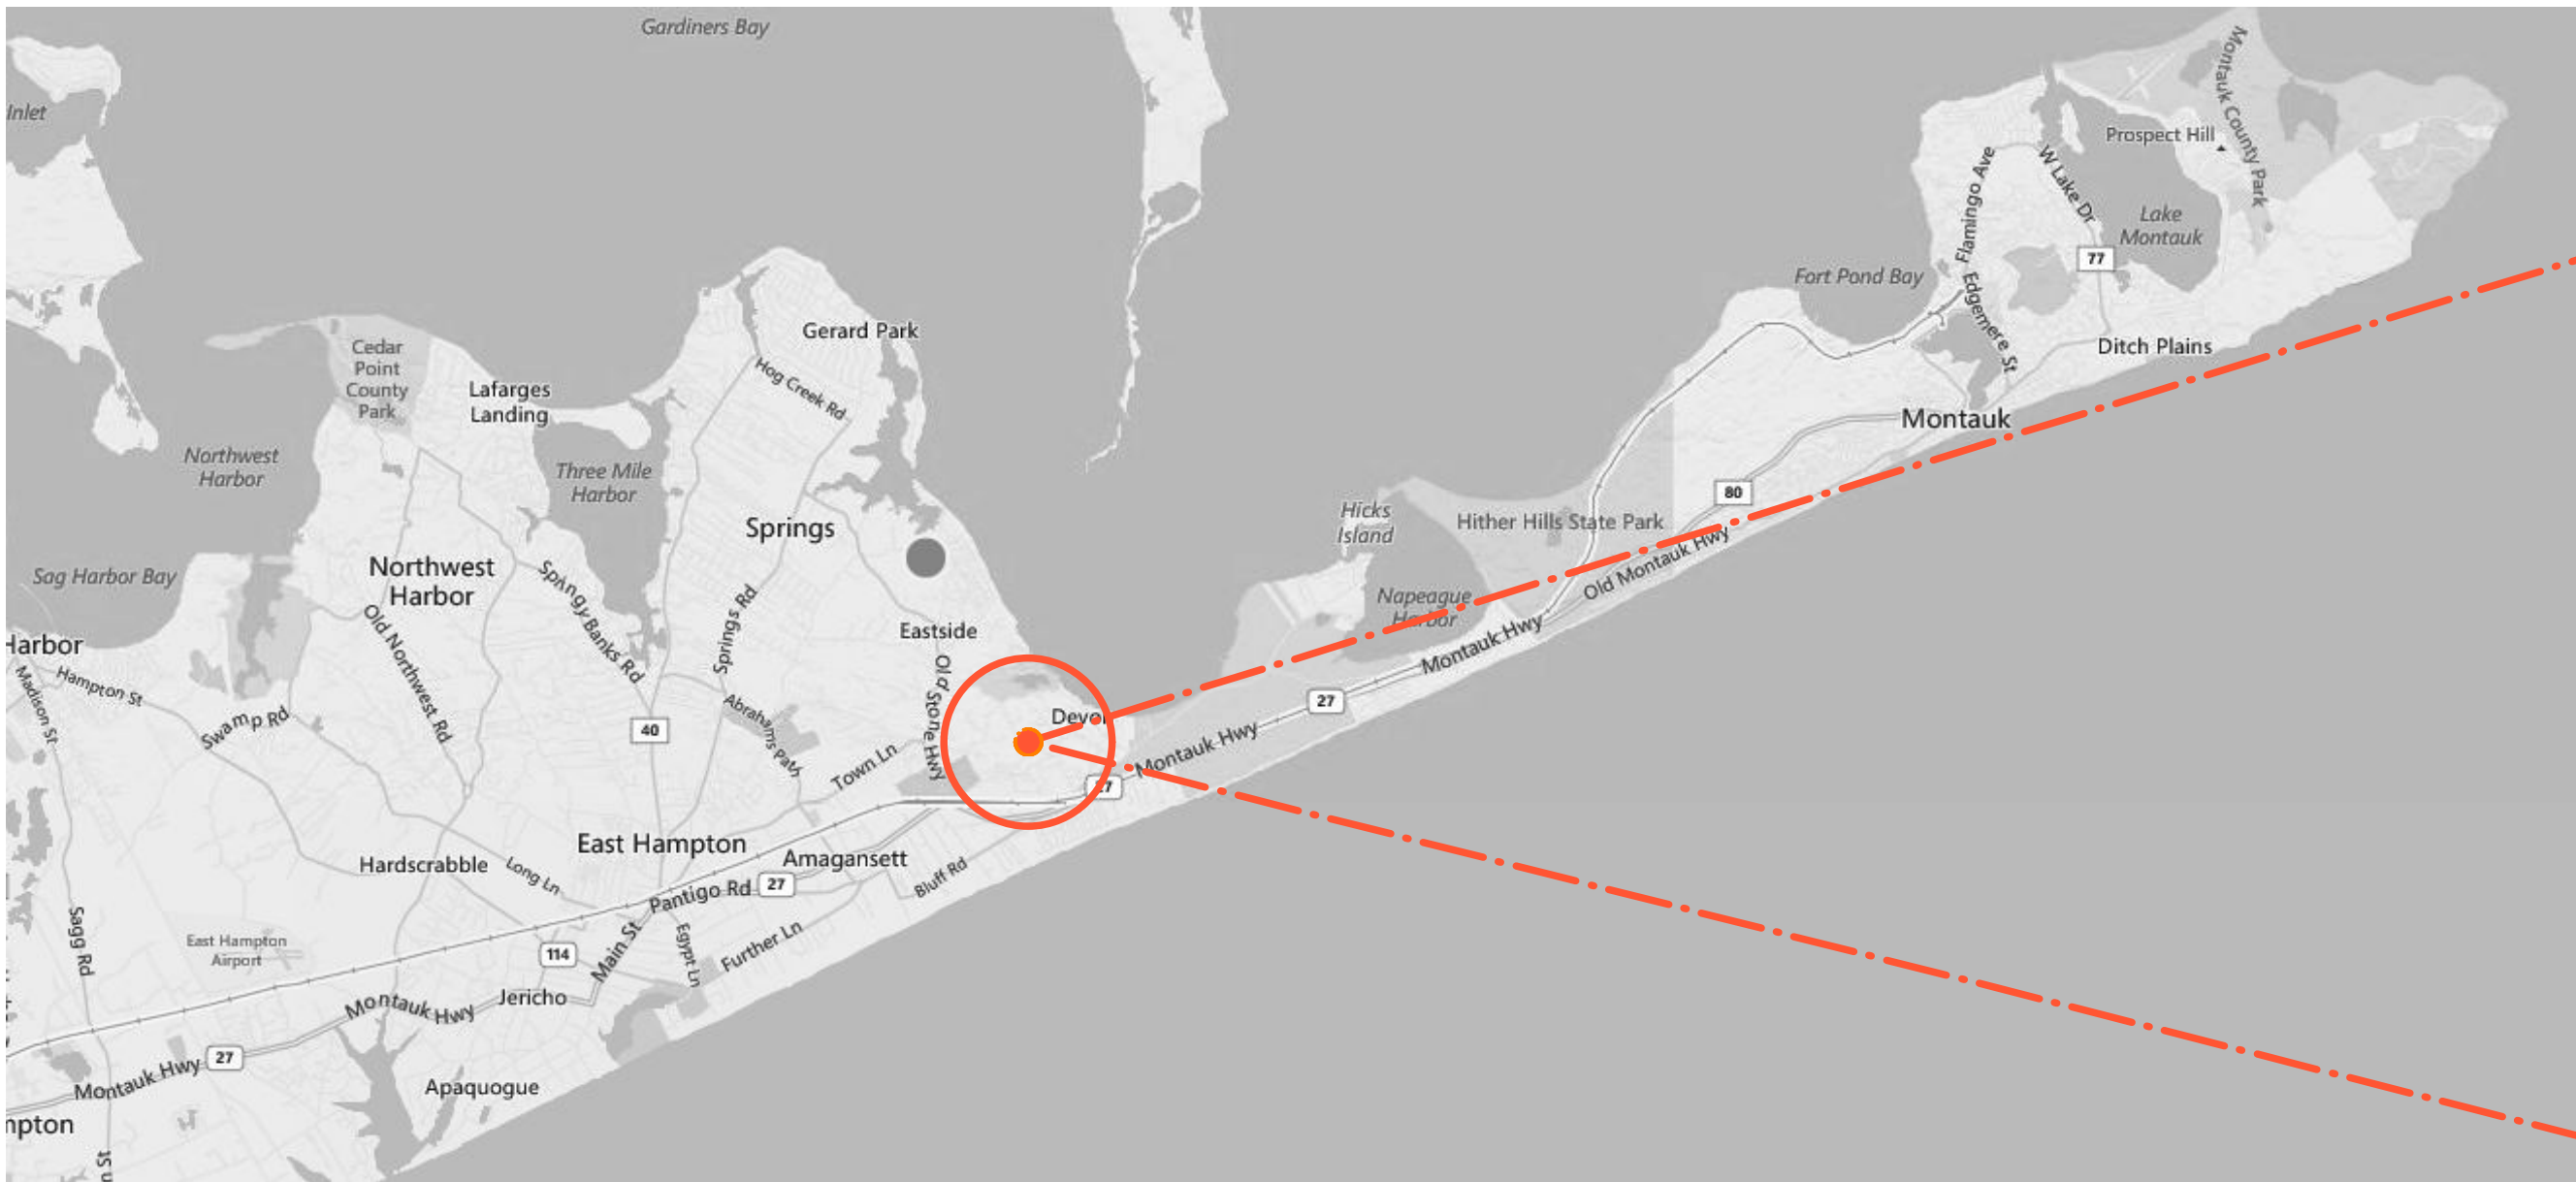 Gardiners Bay
Inlet
Montauk County Park
Prospect Hill
Flamingo Ave
W Lake Dr
Lake
Montauk
77
Fort Pond Bay
Edgemere St
Ditch Plains
Montauk
Gerard Park
Cedar
Point
County
Park
Hog Creek Rd
Lafarges
Landing
Northwest
Harbor
Three Mile
Harbor
80
Hicks
Island
Hither Hills State Park
Old Montauk Hwy
Springs
Northwest
Harbor
Sag Harbor Bay
Springy Banks Rd
Springs Rd
Napeague
Harbor
Eastside
Montauk Hwy
Harbor
Old Northwest Rd
Old Stone Hwy
Hampton St
Madison St
Swamp Rd
40
Abrahams Path
Devon
27
Montauk Hwy
Town Ln
27
East Hampton
Hardscrabble
Long Ln
Amagansett
Pantigo Rd
27
Bluff Rd
Sagg Rd
East Hampton
Airport
114
Main St
Egypt Ln
Further Ln
Jericho
Montauk Hwy
27
Montauk Hwy
Apaquogue
mpton
n St